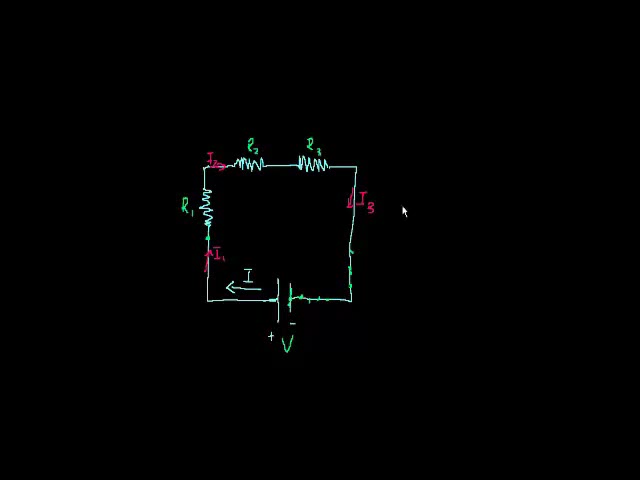 R₂ R₃
I₂
R₁ I₃
I₁
I
+ -
V